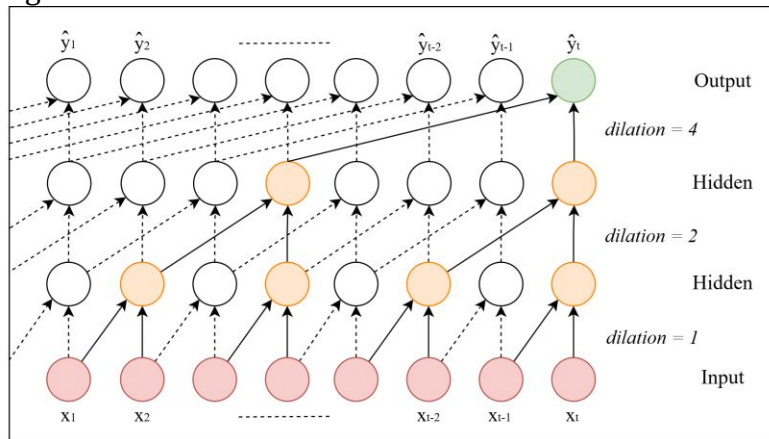 ŷ1 ŷ2 ŷt-2 ŷt-1 ŷt
Output
dilation = 4
Hidden
dilation = 2
Hidden
dilation = 1
Input
x1 x2 xt-2 xt-1 xt